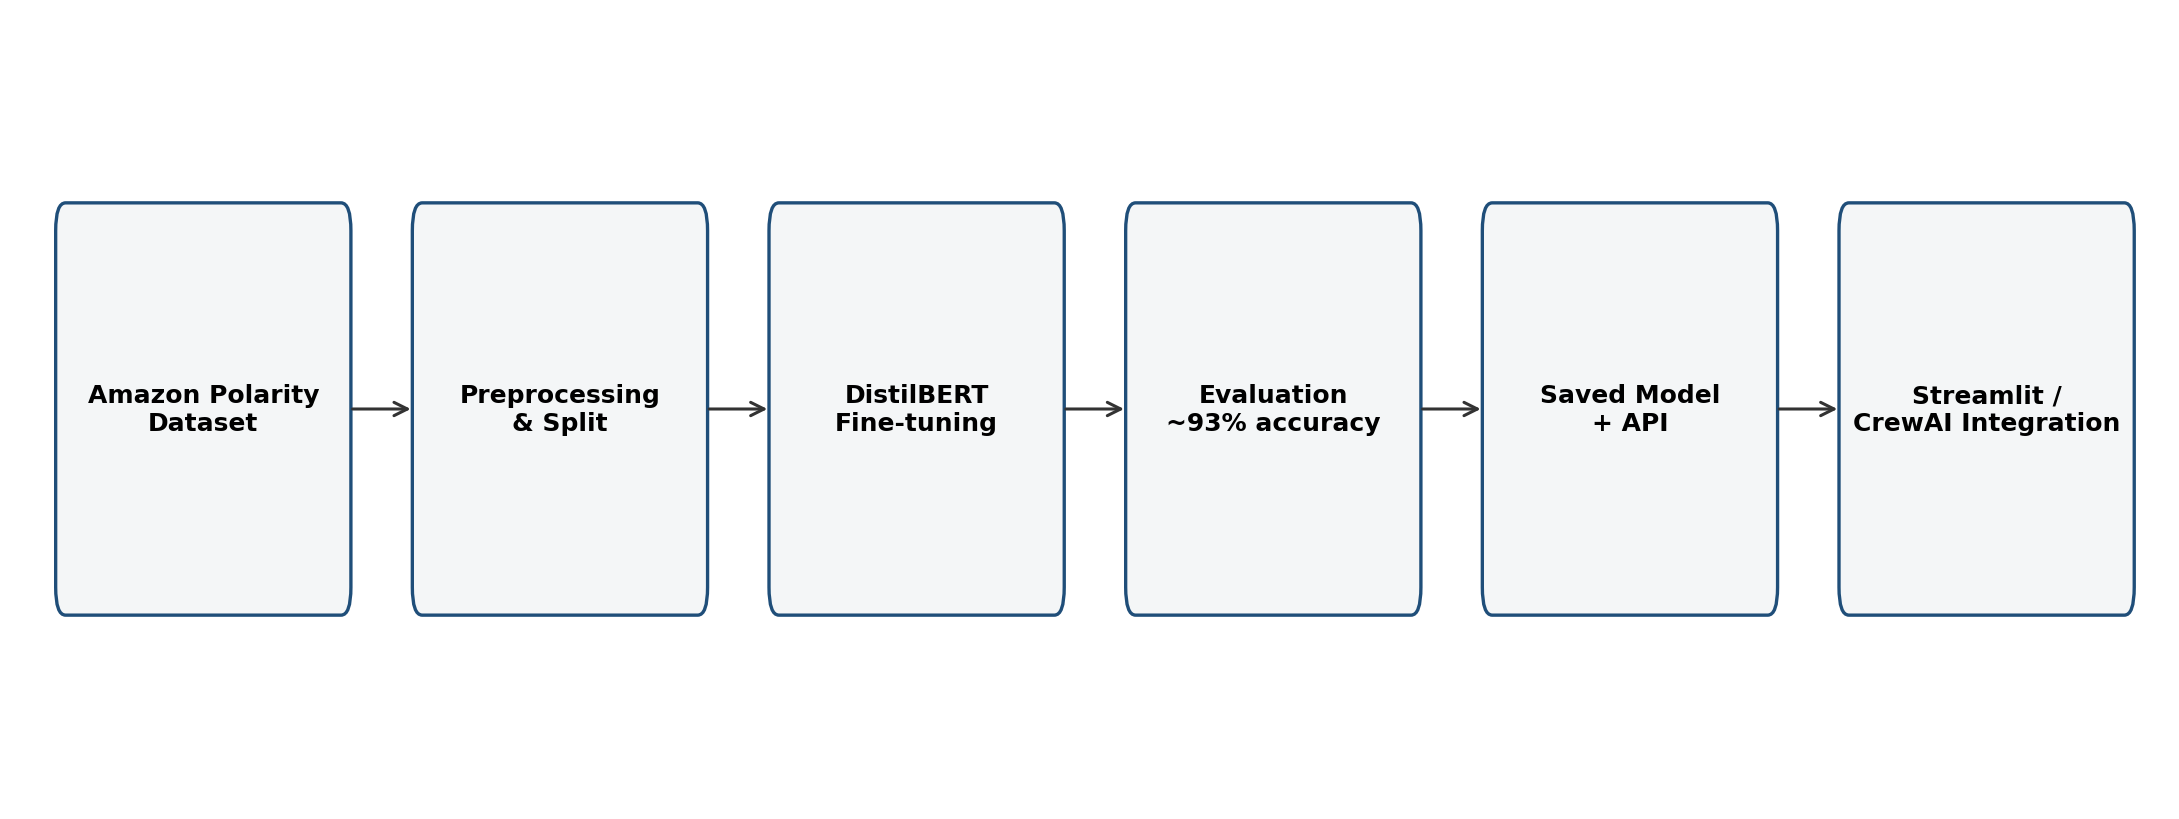 Amazon Polarity
Dataset
Preprocessing
& Split
DistilBERT
Fine-tuning
Evaluation
~93% accuracy
Saved Model
+ API
Streamlit /
CrewAI Integration